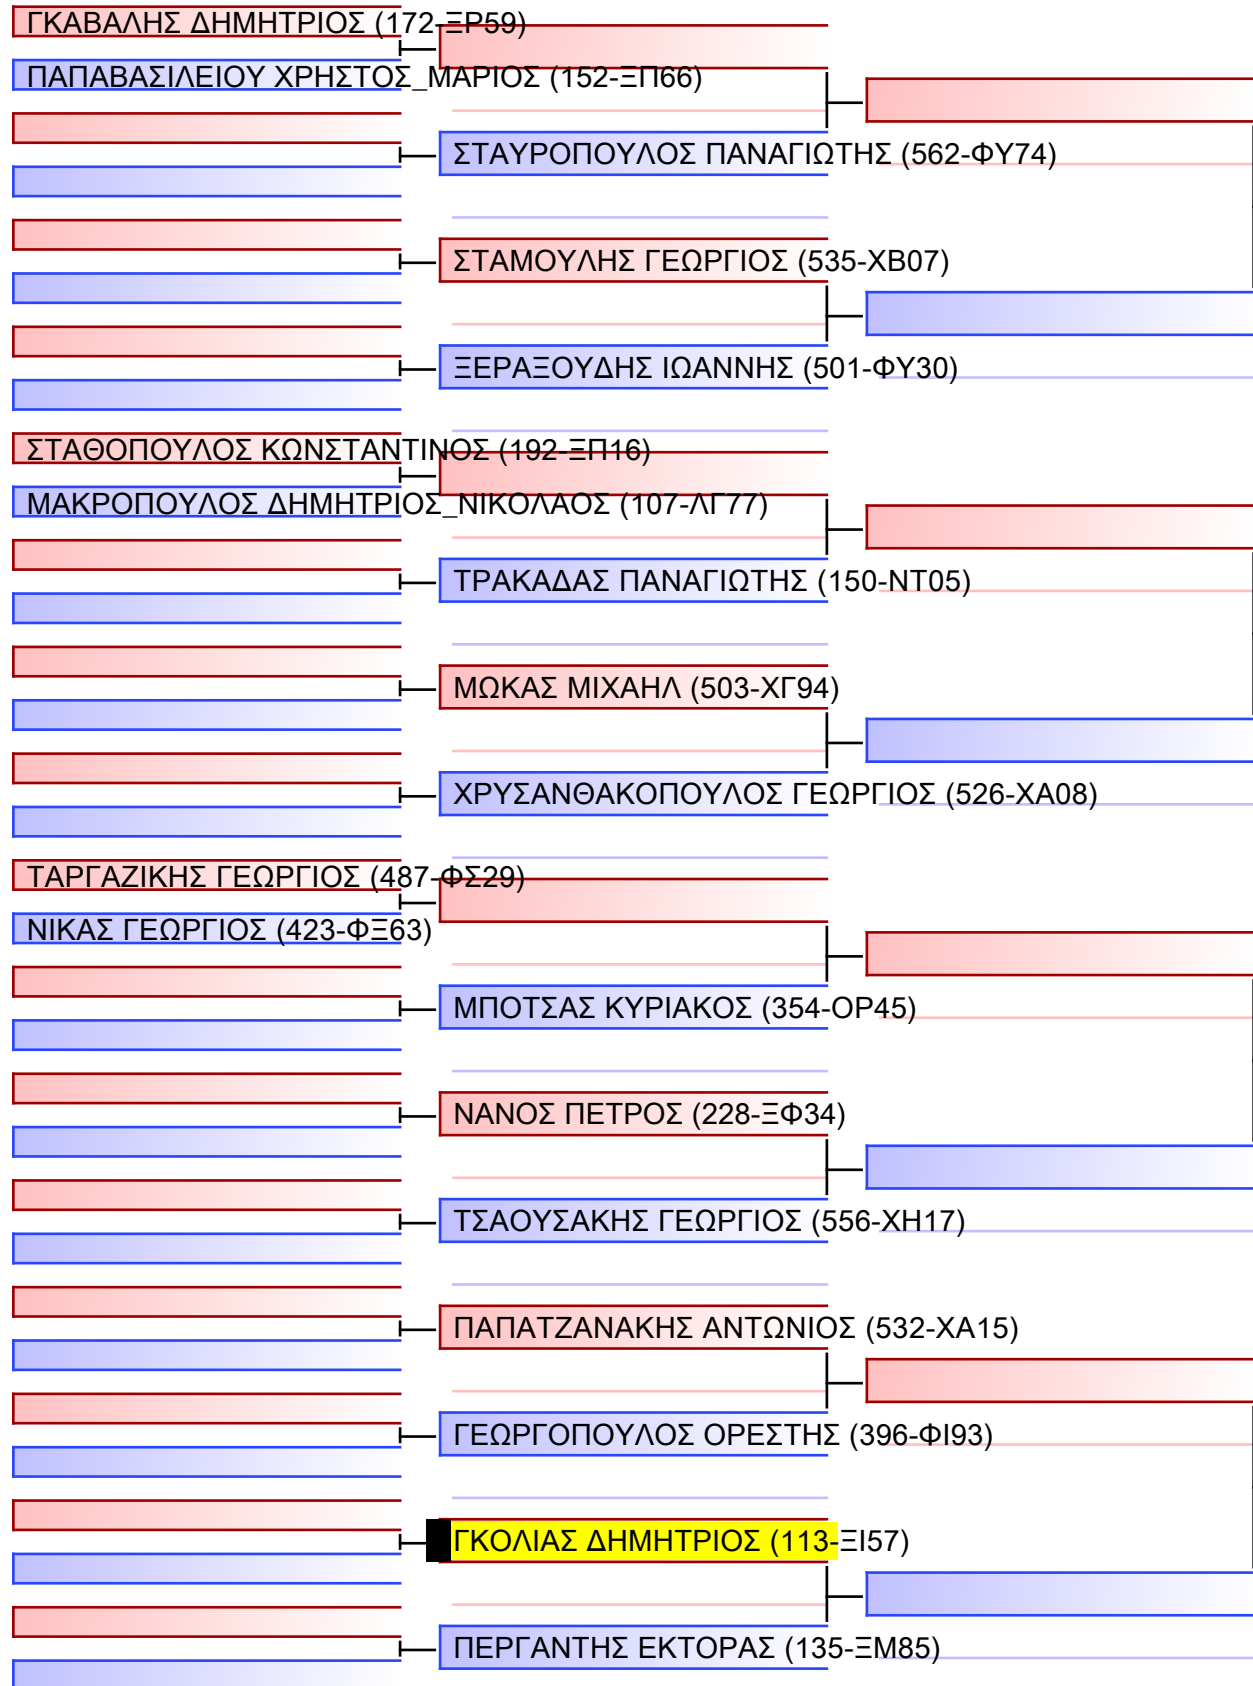 ΓΚΑΒΑΛΗΣ ΔΗΜΗΤΡΙΟΣ (172-ΞΡ59)
ΠΑΠΑΒΑΣΙΛΕΙΟΥ ΧΡΗΣΤΟΣ_ΜΑΡΙΟΣ (152-ΞΠ66)
ΣΤΑΥΡΟΠΟΥΛΟΣ ΠΑΝΑΓΙΩΤΗΣ (562-ΦΥ74)
ΣΤΑΜΟΥΛΗΣ ΓΕΩΡΓΙΟΣ (535-ΧΒ07)
ΞΕΡΑΞΟΥΔΗΣ ΙΩΑΝΝΗΣ (501-ΦΥ30)
ΣΤΑΘΟΠΟΥΛΟΣ ΚΩΝΣΤΑΝΤΙΝΟΣ (192-ΞΠ16)
ΜΑΚΡΟΠΟΥΛΟΣ ΔΗΜΗΤΡΙΟΣ_ΝΙΚΟΛΑΟΣ (107-ΛΓ77)
ΤΡΑΚΑΔΑΣ ΠΑΝΑΓΙΩΤΗΣ (150-ΝΤ05)
ΜΩΚΑΣ ΜΙΧΑΗΛ (503-ΧΓ94)
ΧΡΥΣΑΝΘΑΚΟΠΟΥΛΟΣ ΓΕΩΡΓΙΟΣ (526-ΧΑ08)
ΤΑΡΓΑΖΙΚΗΣ ΓΕΩΡΓΙΟΣ (487-ΦΣ29)
ΝΙΚΑΣ ΓΕΩΡΓΙΟΣ (423-ΦΞ63)
ΜΠΟΤΣΑΣ ΚΥΡΙΑΚΟΣ (354-ΟΡ45)
ΝΑΝΟΣ ΠΕΤΡΟΣ (228-ΞΦ34)
ΤΣΑΟΥΣΑΚΗΣ ΓΕΩΡΓΙΟΣ (556-ΧΗ17)
ΠΑΠΑΤΖΑΝΑΚΗΣ ΑΝΤΩΝΙΟΣ (532-ΧΑ15)
ΓΕΩΡΓΟΠΟΥΛΟΣ ΟΡΕΣΤΗΣ (396-ΦΙ93)
ΓΚΟΛΙΑΣ ΔΗΜΗΤΡΙΟΣ (113-ΞΙ57)
ΠΕΡΓΑΝΤΗΣ ΕΚΤΟΡΑΣ (135-ΞΜ85)